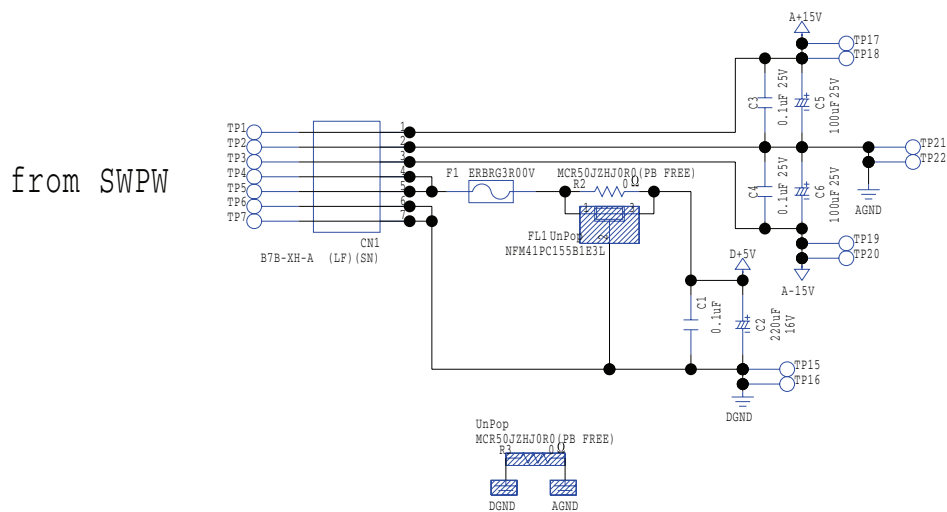 A+15V
TP17
TP18
C3
0.1uF 25V
C5
100uF 25V
TP1
TP2
TP3
TP4
TP5
TP6
TP7
1
2
3
4
5
6
7
CN1
B7B-XH-A (LF)(SN)
from SWPW
F1 ERBRG3R00V
MCR50JZHJ0R0(PB FREE)
R2 0Ω
1 3
2
FL1 UnPop
NFM41PC155B1E3L
TP21
TP22
AGND
C4
0.1uF 25V
C6
100uF 25V
TP19
TP20
A-15V
D+5V
C1
0.1uF
C2
220uF
16V
TP15
TP16
DGND
UnPop
MCR50JZHJ0R0(PB FREE)
R3 0Ω
DGND AGND